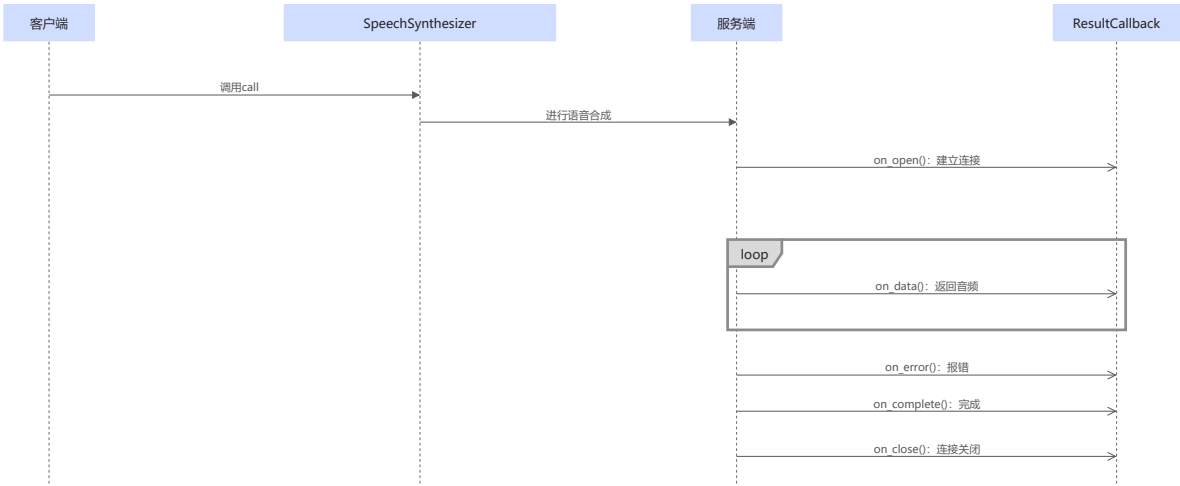 客户端
SpeechSynthesizer
服务端
ResultCallback
调用call
进行语音合成
on_open()：建立连接
loop
on_data()：返回音频
on_error()：报错
on_complete()：完成
on_close()：连接关闭